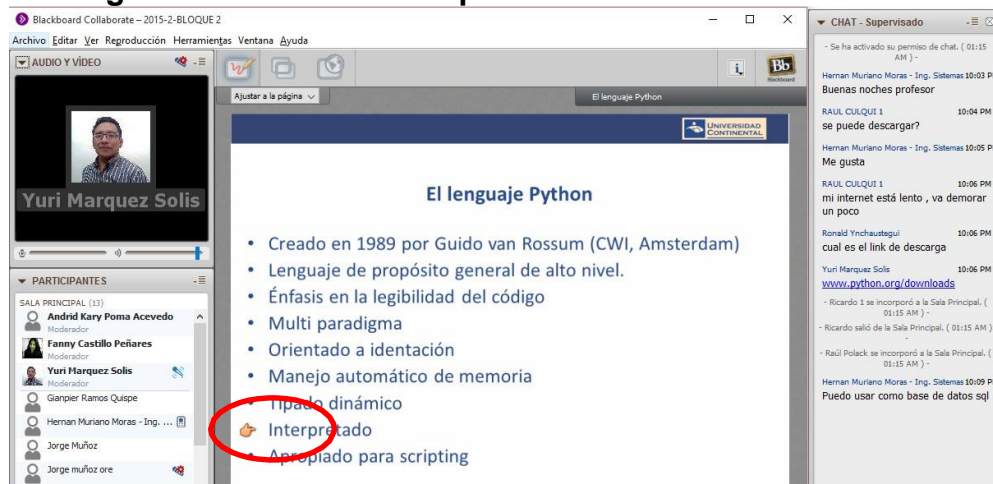 Blackboard Collaborate – 2015-2-BLOQUE 2
Archivo Editar Ver Reproducción Herramientas Ventana Ayuda
AUDIO Y VÍDEO
Yuri Marquez Solis
PARTICIPANTES
SALA PRINCIPAL (13)
Andrid Kary Poma Acevedo
Moderador
Fanny Castillo Peñares
Moderador
Yuri Marquez Solis
Moderador
Gianpier Ramos Quispe
Hernan Muriano Moras - Ing. ...
Jorge Muñoz
Jorge muñoz ore
Bb
Blackboard
Ajustar a la página
El lenguaje Python
UNIVERSIDAD
CONTINENTAL
El lenguaje Python
• Creado en 1989 por Guido van Rossum (CWI, Amsterdam)
• Lenguaje de propósito general de alto nivel.
• Énfasis en la legibilidad del código
• Multi paradigma
• Orientado a identación
• Manejo automático de memoria
• Tipado dinámico
Interpretado
• Apropiado para scripting
CHAT - Supervisado
- Se ha activado su permiso de chat. ( 01:15
AM ) -
Hernan Muriano Moras - Ing. Sistemas 10:03 P
Buenas noches profesor
RAUL CULQUI 1 10:04 PM
se puede descargar?
Hernan Muriano Moras - Ing. Sistemas 10:05 P
Me gusta
RAUL CULQUI 1 10:06 PM
mi internet está lento , va demorar
un poco
Ronald Ynchaustegui 10:06 PM
cual es el link de descarga
Yuri Marquez Solis 10:06 PM
www.python.org/downloads
- Ricardo 1 se incorporó a la Sala Principal. (
01:15 AM ) -
- Ricardo salió de la Sala Principal. ( 01:15 AM )
-
- Raúl Polack se incorporó a la Sala Principal. (
01:15 AM ) -
Hernan Muriano Moras - Ing. Sistemas 10:09 P
Puedo usar como base de datos sql